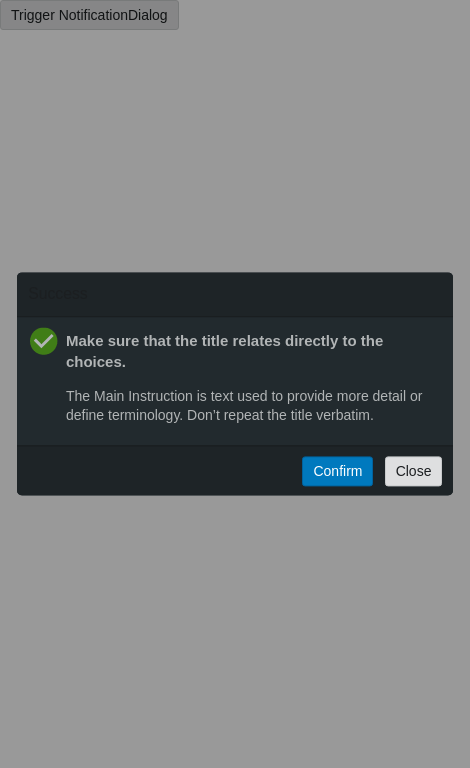 Trigger NotificationDialog
Success
Make sure that the title relates directly to the
choices.
The Main Instruction is text used to provide more detail or
define terminology. Don’t repeat the title verbatim.
Confirm
Close